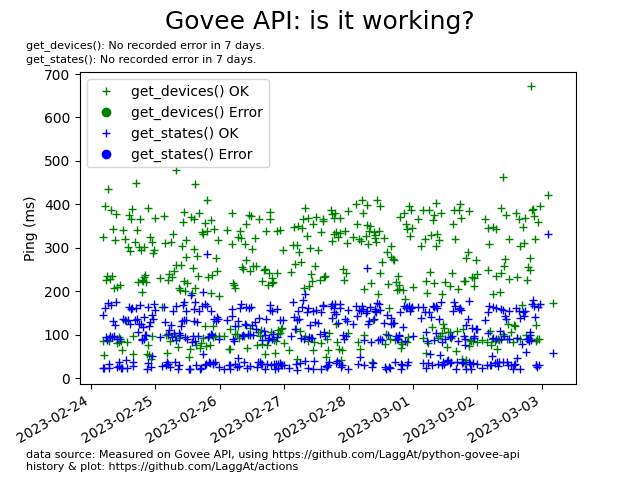 Govee API: is it working?
get_devices(): No recorded error in 7 days.
get_states(): No recorded error in 7 days.
700
600
500
400
300
200
100
0
Ping (ms)
get_devices() OK
get_devices() Error
get_states() OK
get_states() Error
2023-02-24
2023-02-25
2023-02-26
2023-02-27
2023-02-28
2023-03-01
2023-03-02
2023-03-03
data source: Measured on Govee API, using https://github.com/LaggAt/python-govee-api
history & plot: https://github.com/LaggAt/actions